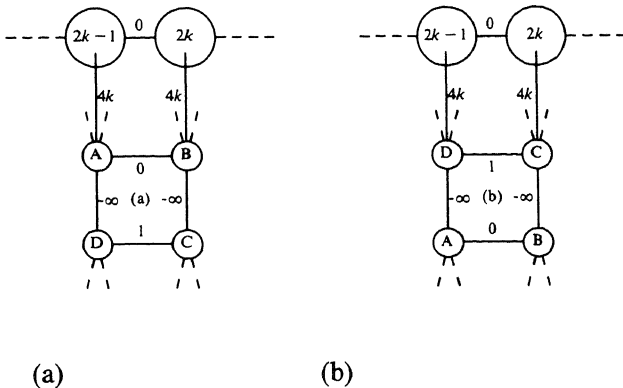 0 0
2k − 1 2k 2k − 1 2k
4k 4k 4k 4k
A B D C
0 1
-∞ (a) -∞ -∞ (b) -∞
1 0
D C A B
(a) (b)